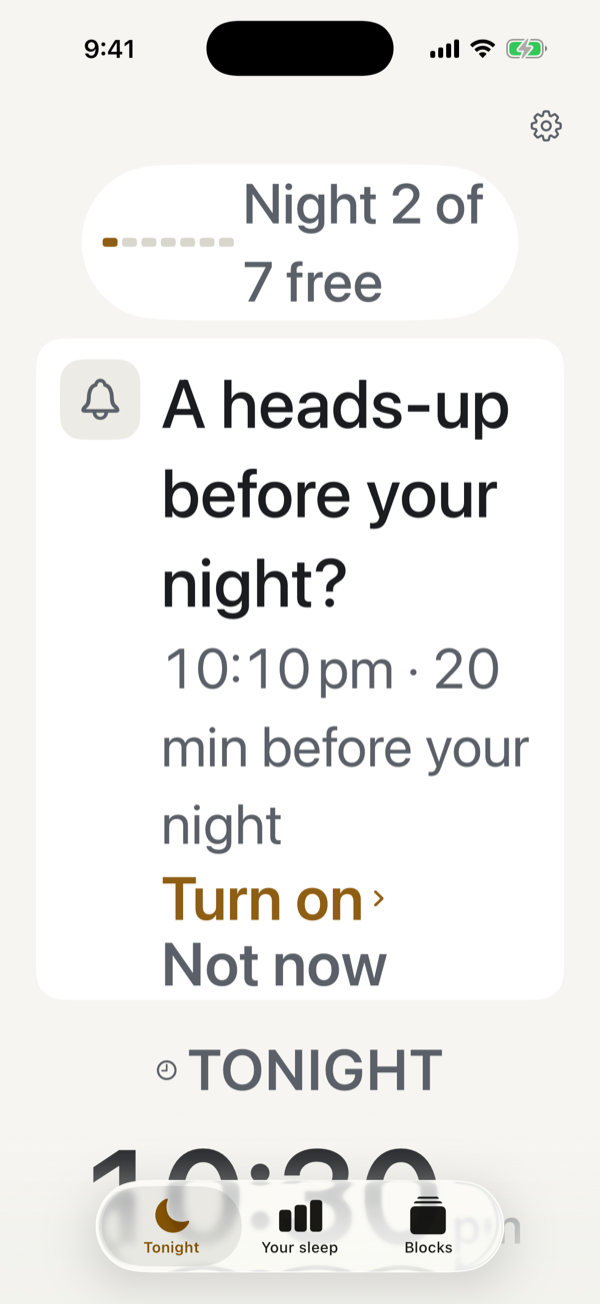 9:41
Night 2 of
7 free
A heads-up
before your
night?
10:10 pm · 20
min before your
night
Turn on ›
Not now
TONIGHT
10:30 pm
Tonight
Your sleep
Blocks